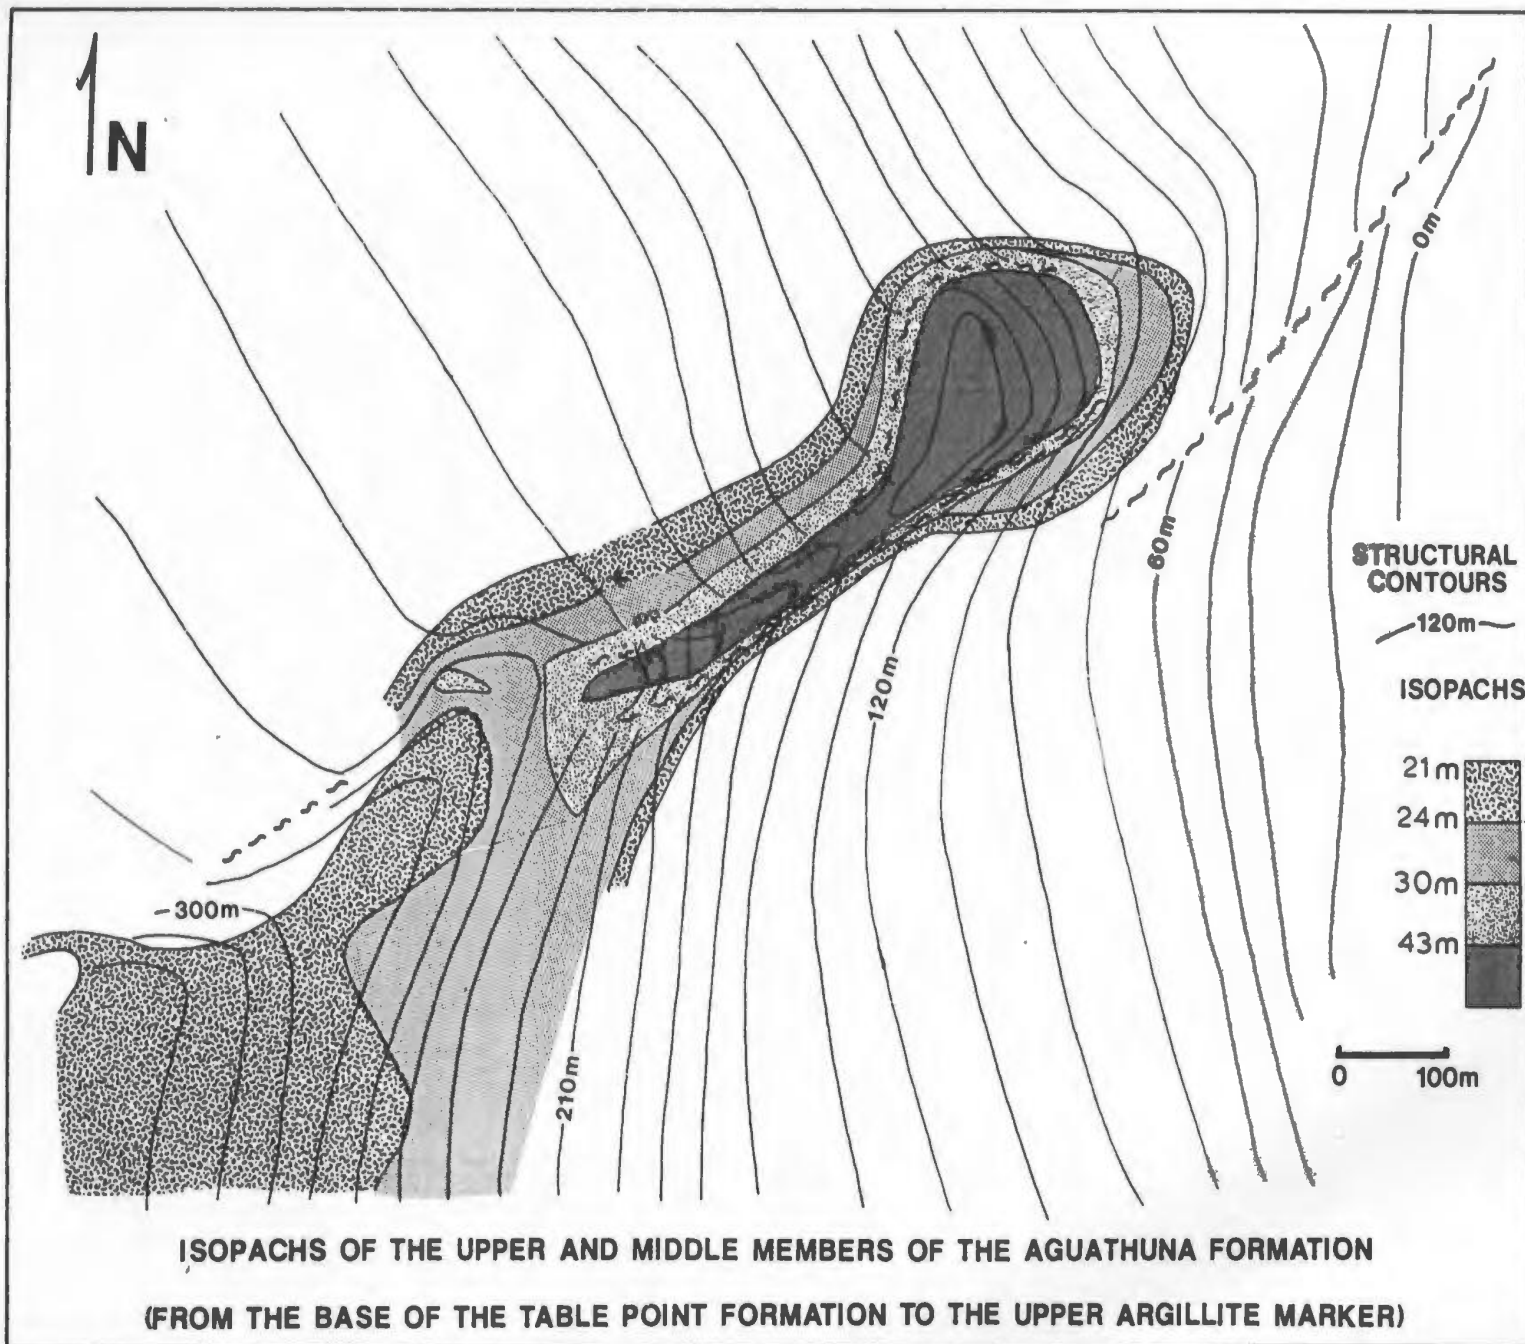 N
0m
60m
STRUCTURAL
CONTOURS
120m
120m
ISOPACHS
21m
24m
30m
43m
300m
210m
0 100m
ISOPACHS OF THE UPPER AND MIDDLE MEMBERS OF THE AGUATHUNA FORMATION
(FROM THE BASE OF THE TABLE POINT FORMATION TO THE UPPER ARGILLITE MARKER)